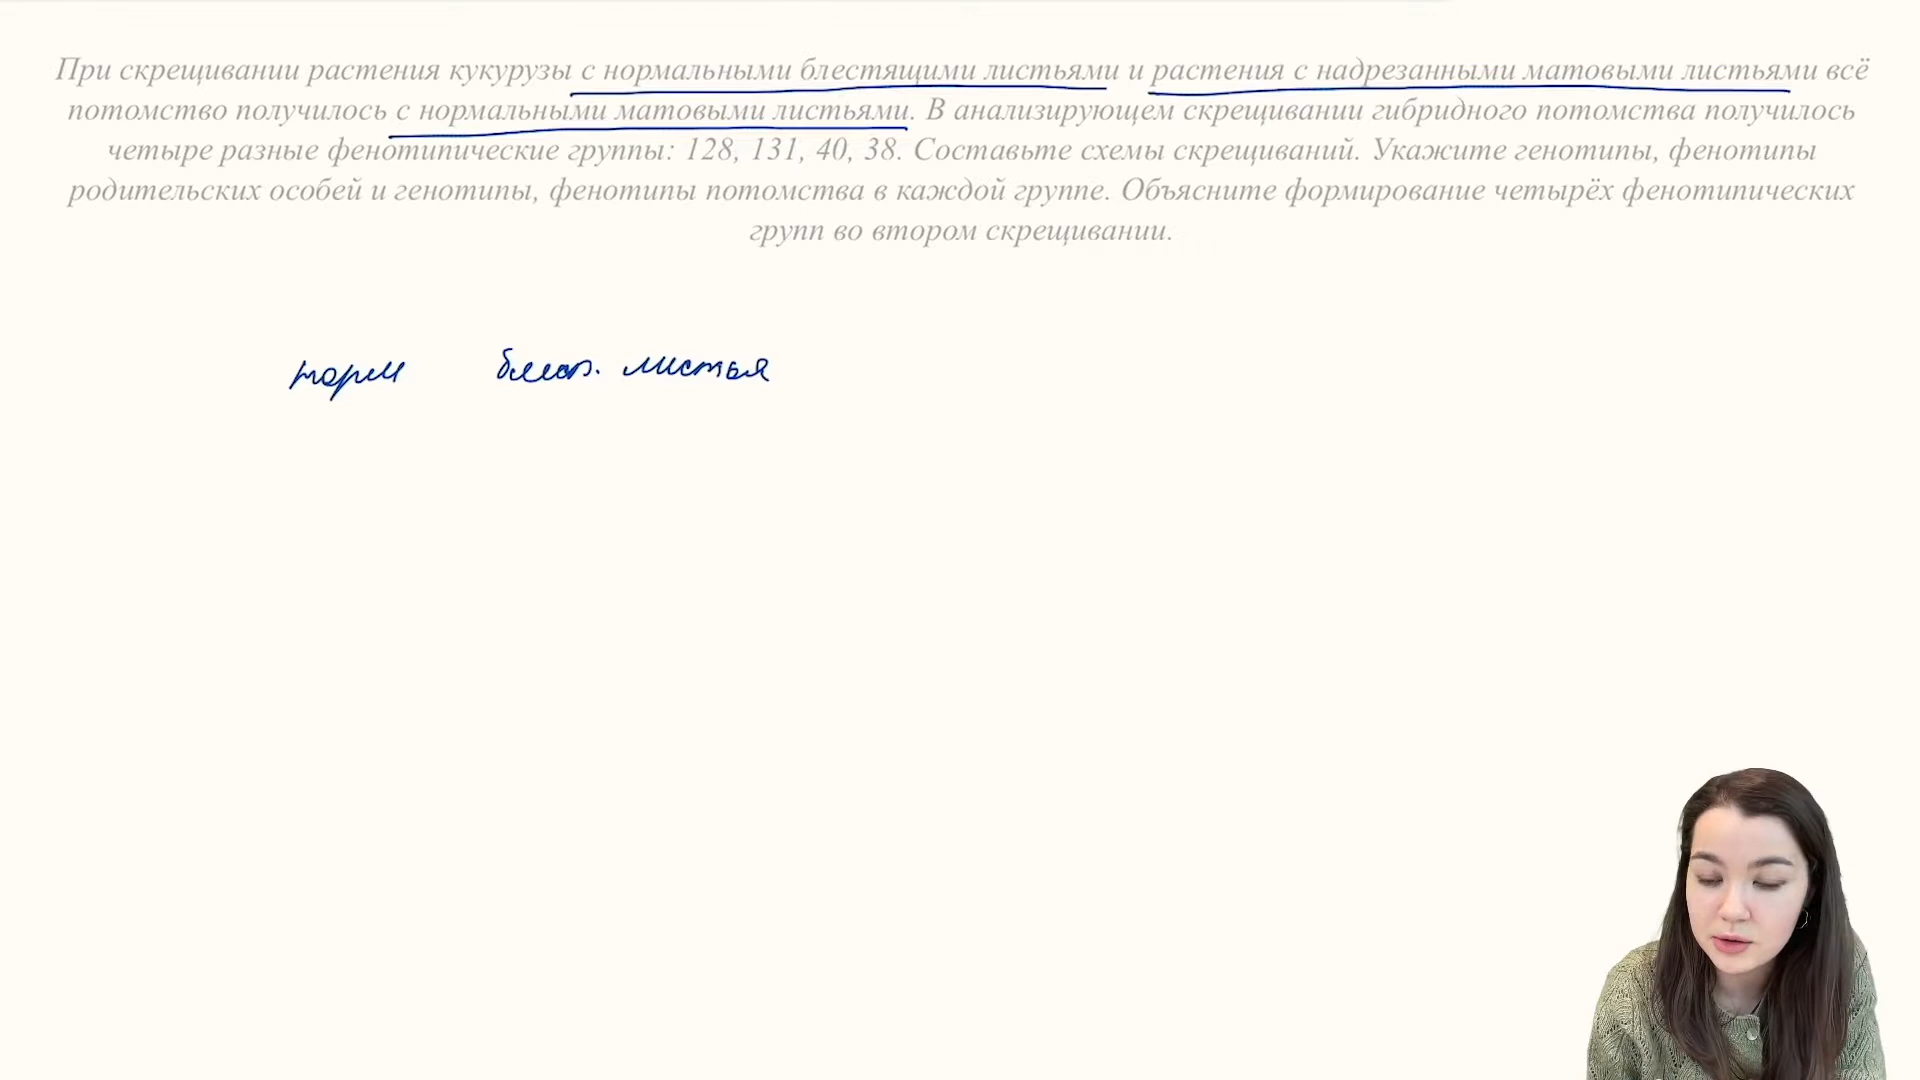 При скрещивании растения кукурузы с нормальными блестящими листьями и растения с надрезанными матовыми листьями всё
потомство получилось с нормальными матовыми листьями. В анализирующем скрещивании гибридного потомства получилось
четыре разные фенотипические группы: 128, 131, 40, 38. Составьте схемы скрещиваний. Укажите генотипы, фенотипы
родительских особей и генотипы, фенотипы потомства в каждой группе. Объясните формирование четырёх фенотипических
групп во втором скрещивании.
норм блест. листья